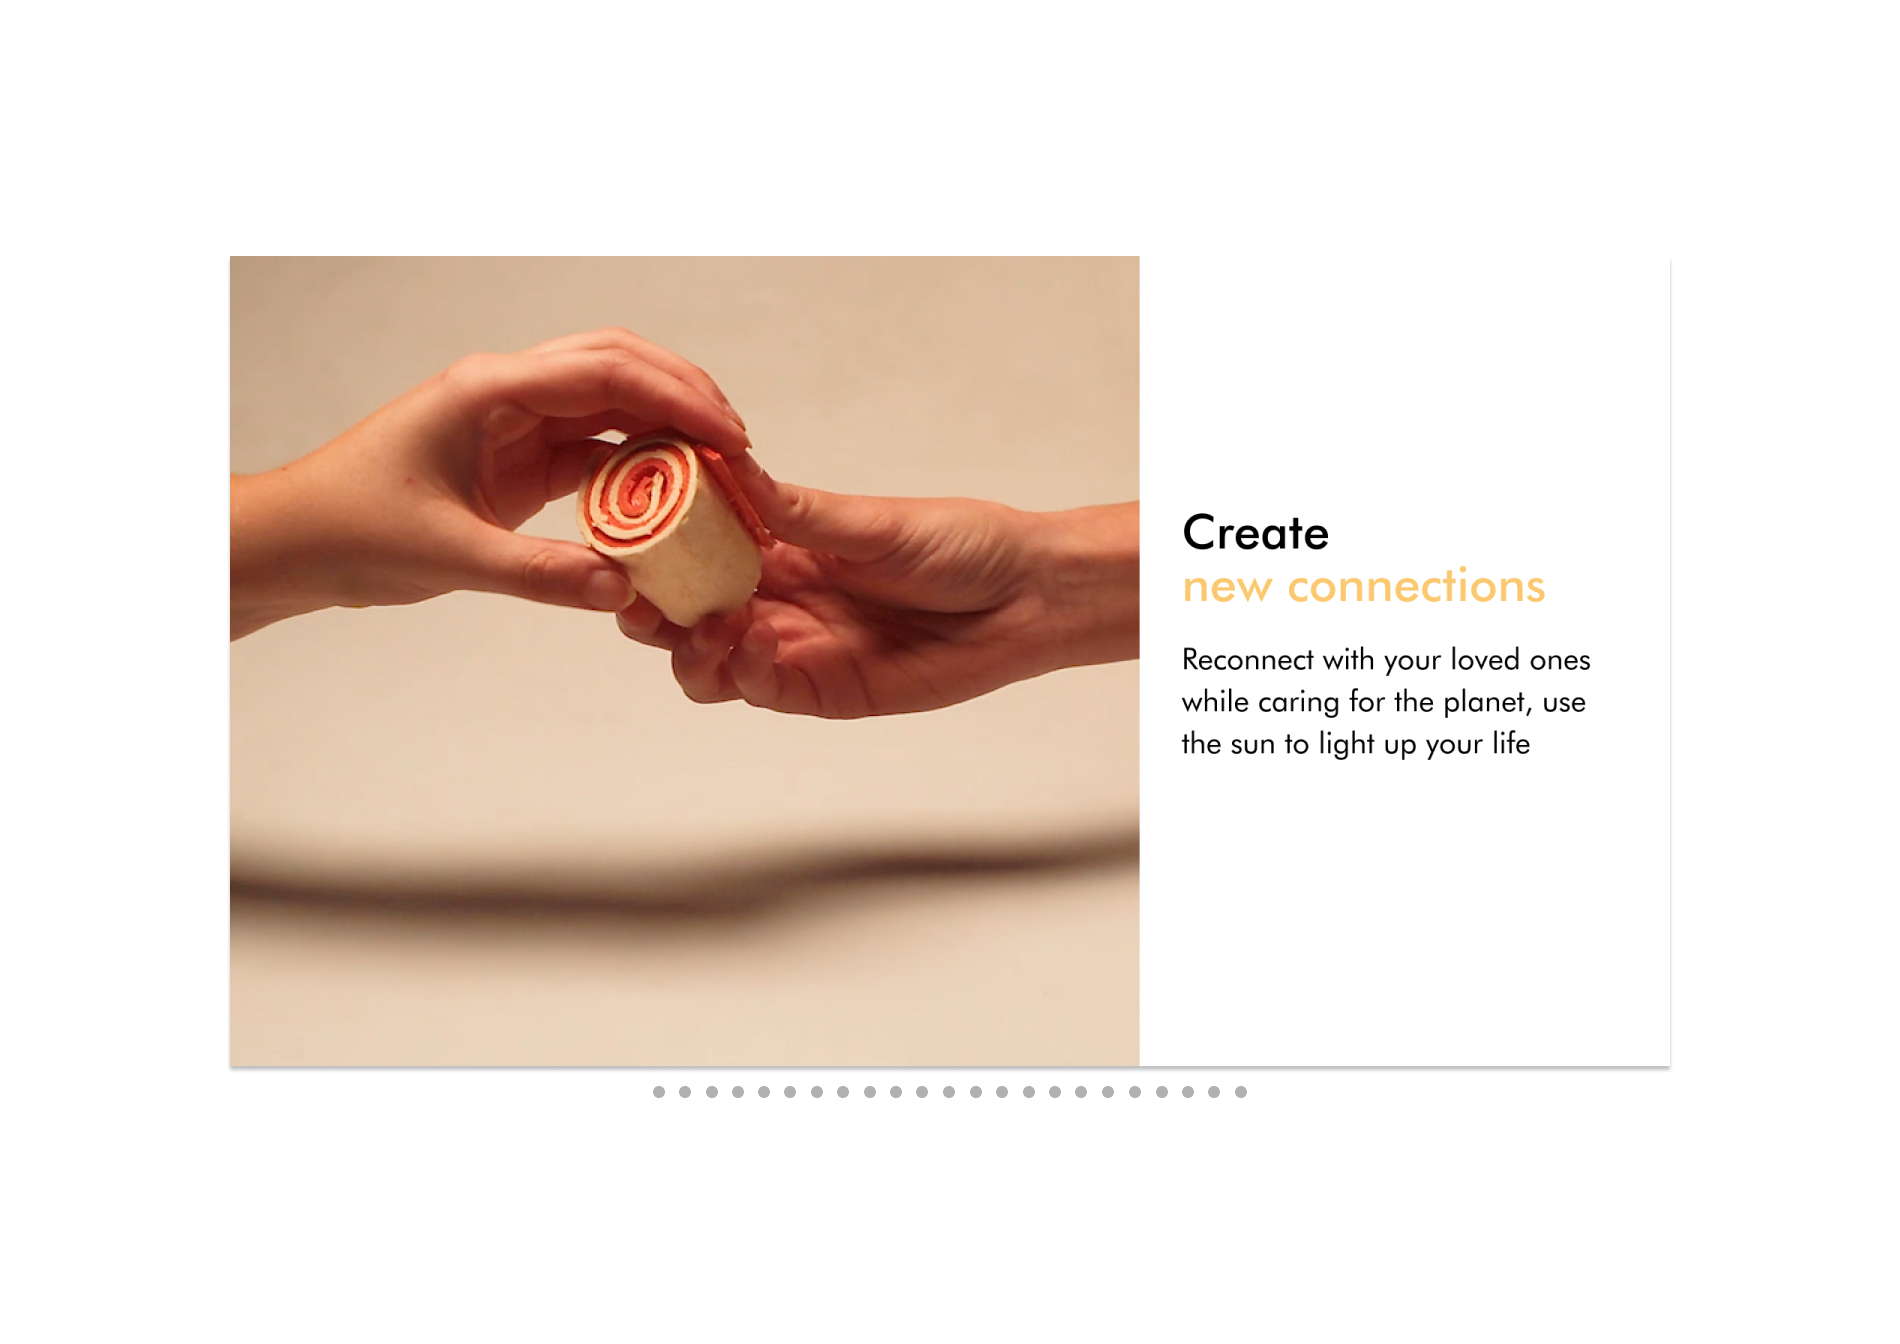 Create
new connections
Reconnect with your loved ones
while caring for the planet, use
the sun to light up your life